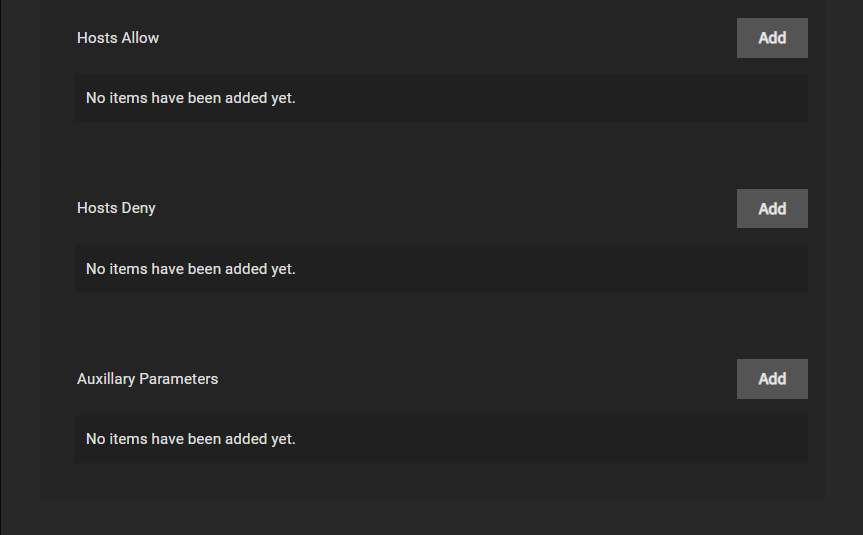 Hosts Allow
Add
No items have been added yet.
Hosts Deny
Add
No items have been added yet.
Auxillary Parameters
Add
No items have been added yet.